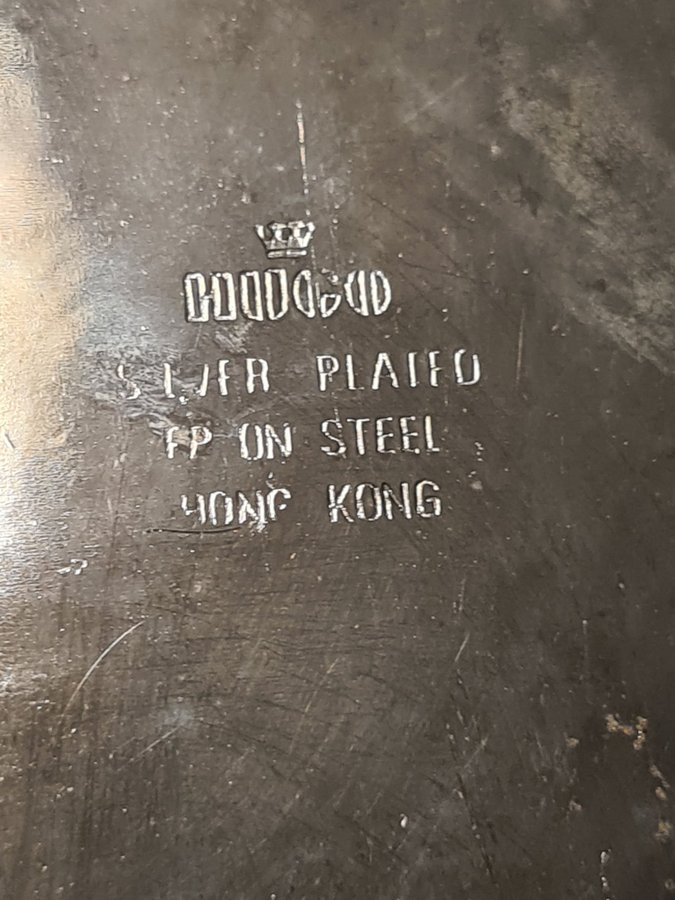 SILVER PLATED
EP ON STEEL
HONG KONG